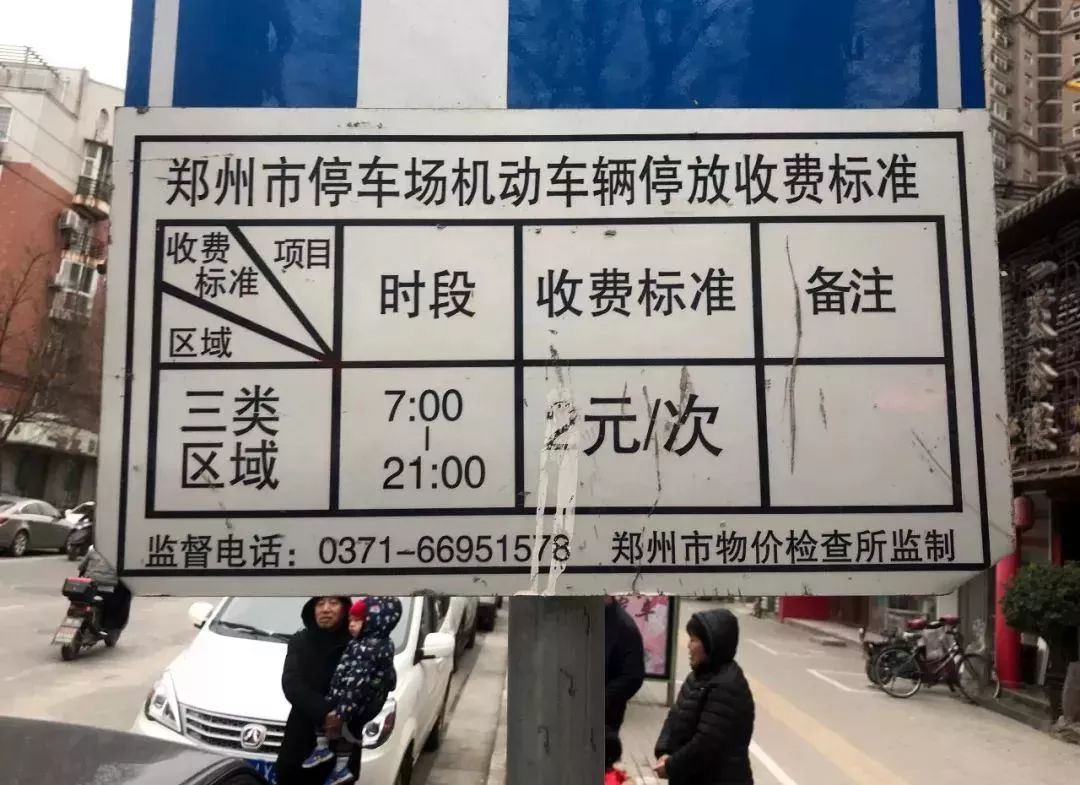 郑州市停车场机动车辆停放收费标准
收费标准 项目 区域
时段
收费标准
备注
三类区域
7:00
|
21:00
2元/次
监督电话：0371-66951578 郑州市物价检查所监制